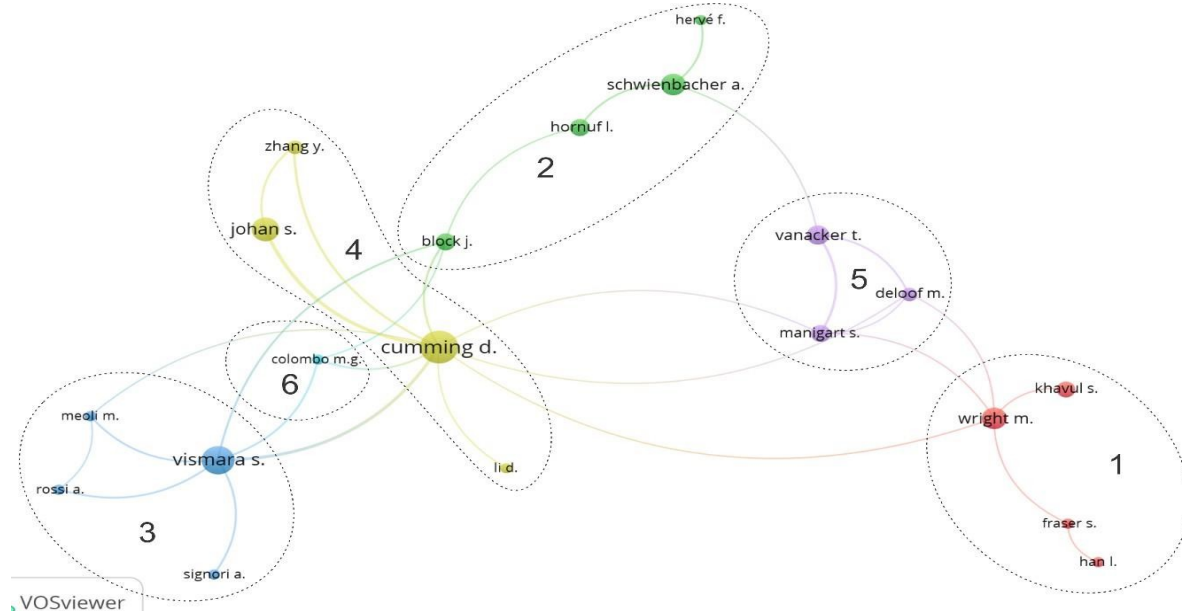 hervé f.
schwienbacher a.
hornuf l.
2
zhang y.
johan s.
4
block j.
vanacker t.
5
deloof m.
manigart s.
cumming d.
colombo m.g.
6
khavul s.
wright m.
1
meoli m.
vismara s.
li d.
rossi a.
3
fraser s.
han l.
signori a.
VOSviewer